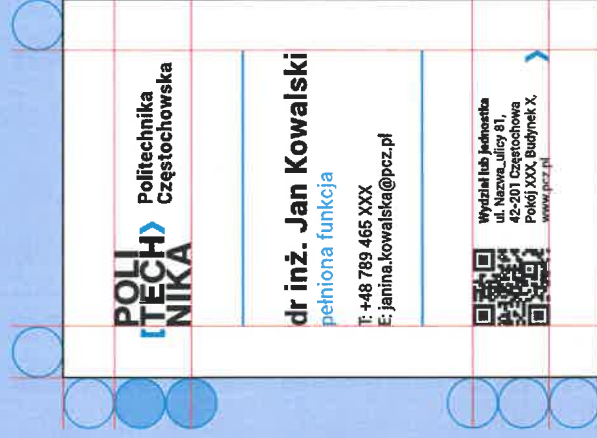 POLI
[TECH>
NIKA
Politechnika
Częstochowska
dr inż. Jan Kowalski
pełniona funkcja
T: +48 789 465 XXX
E: janina.kowalska@pcz.pl
Wydział lub jednostka
ul. Nazwa_ulicy 81,
42-201 Częstochowa
Pokój XXX, Budynek X,
www.pcz.pl